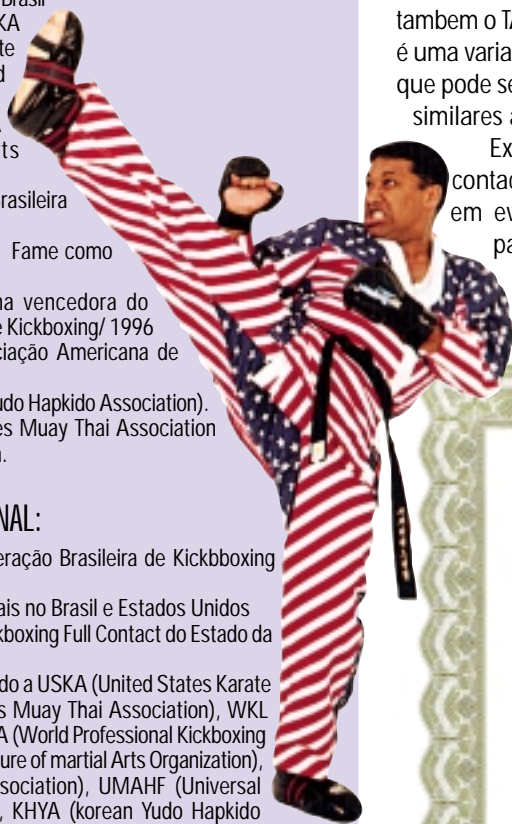 Brasil
KA
te
d
A
ts
rasileira
Fame como
na vencedora do
e Kickboxing/ 1996
ciação Americana de
udo Hapkido Association).
es Muay Thai Association
NAL:
eração Brasileira de Kickbboxing
ais no Brasil e Estados Unidos
kboxing Full Contact do Estado da
do a USKA (United States Karate
s Muay Thai Association), WKL
A (World Professional Kickboxing
ure of martial Arts Organization),
sociation), UMAHF (Universal
, KHYA (korean Yudo Hapkido
tambem o TA
é uma varia
que pode se
similares a
Ex
contac
em ev
pa